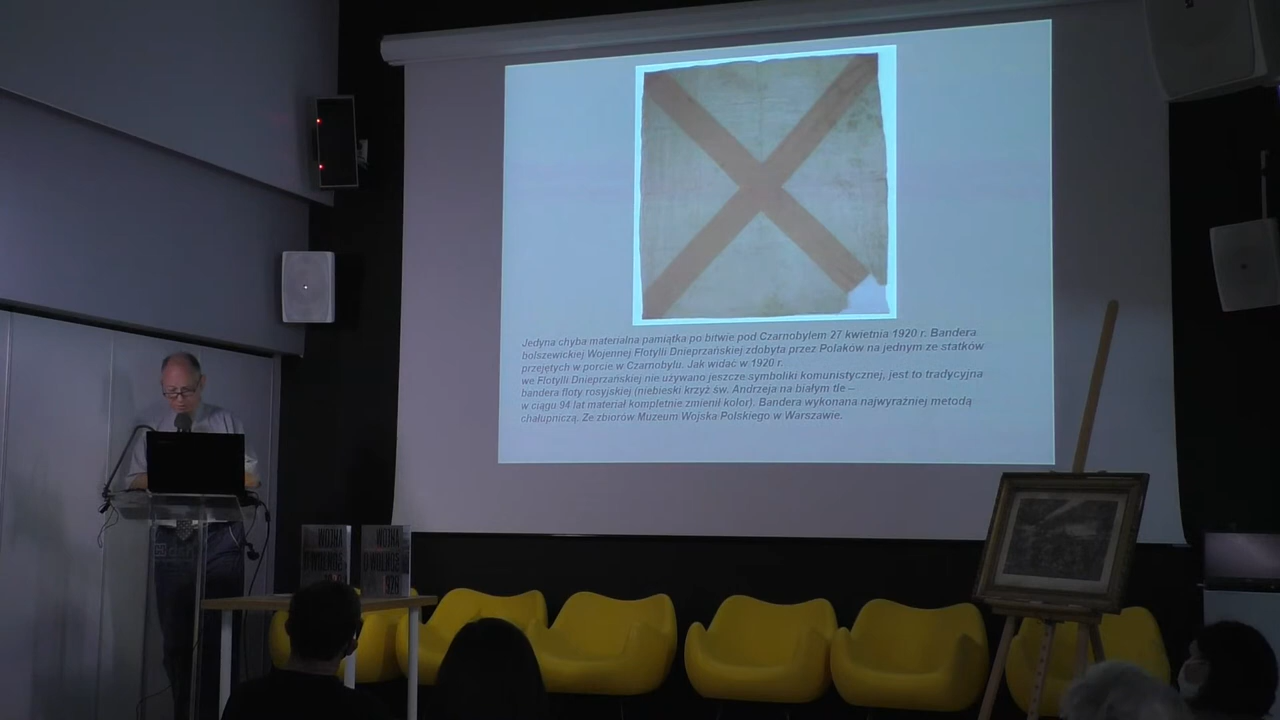 Jedyna chyba materialna pamiątka po bitwie pod Czarnobylem 27 kwietnia 1920 r. Bandera
bolszewickiej Wojennej Flotylli Dnieprzańskiej zdobyta przez Polaków na jednym ze statków
przejętych w porcie w Czarnobylu. Jak widać w 1920 r.
we Flotylli Dnieprzańskiej nie używano jeszcze symboliki komunistycznej, jest to tradycyjna
bandera floty rosyjskiej (niebieski krzyż św. Andrzeja na białym tle –
w ciągu 94 lat materiał kompletnie zmienił kolor). Bandera wykonana najwyraźniej metodą
chałupniczą. Ze zbiorów Muzeum Wojska Polskiego w Warszawie.